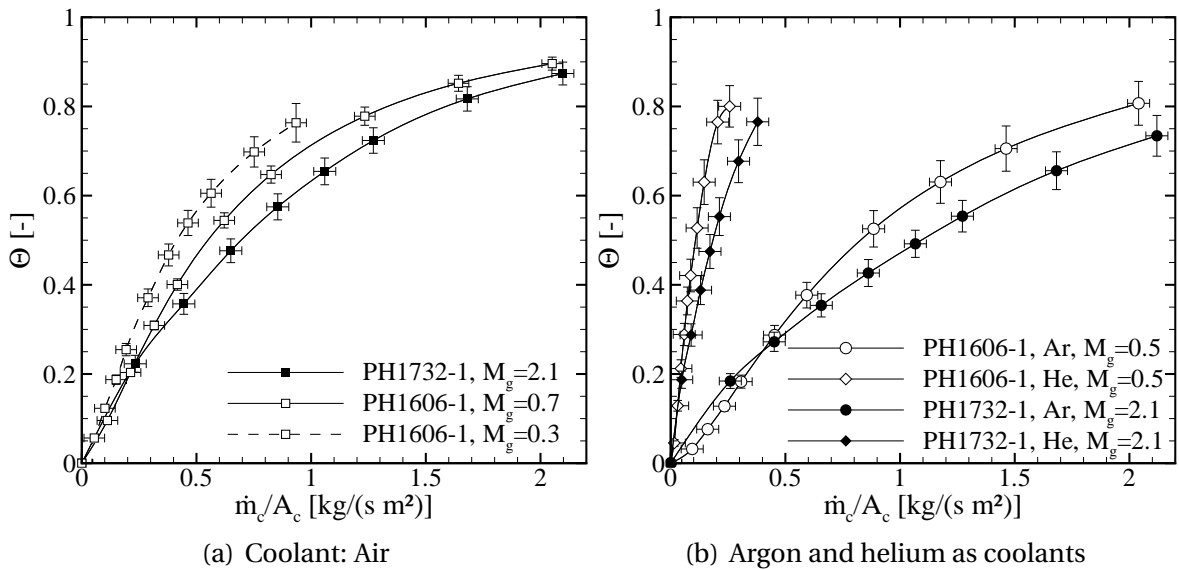 1
0.8
0.6
0.4
0.2
0
Θ [-]
0
0.5
1
1.5
2
ṁc/Ac [kg/(s m²)]
PH1732-1, Mg=2.1
PH1606-1, Mg=0.7
PH1606-1, Mg=0.3
(a) Coolant: Air
1
0.8
0.6
0.4
0.2
0
Θ [-]
0
0.5
1
1.5
2
ṁc/Ac [kg/(s m²)]
PH1606-1, Ar, Mg=0.5
PH1606-1, He, Mg=0.5
PH1732-1, Ar, Mg=2.1
PH1732-1, He, Mg=2.1
(b) Argon and helium as coolants